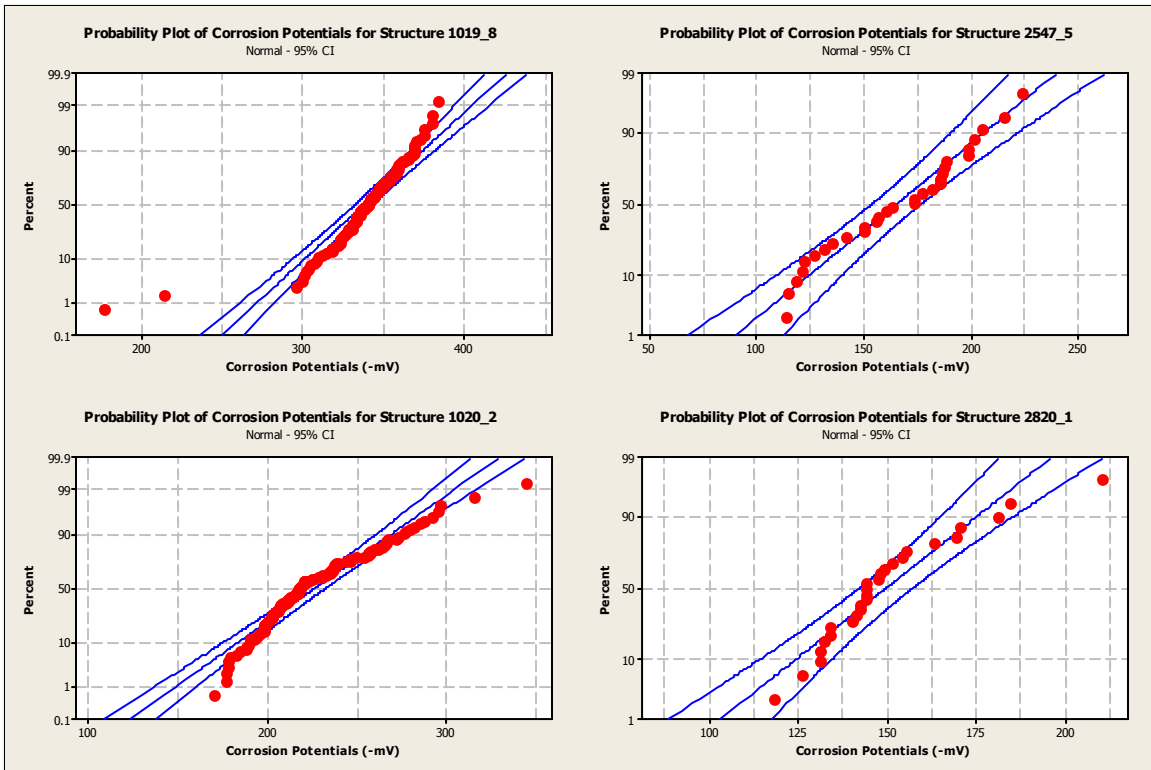 Probability Plot of Corrosion Potentials for Structure 1019_8
Normal - 95% CI
99.9
99
90
50
10
1
0.1
Percent
200 300 400
Corrosion Potentials (-mV)
Probability Plot of Corrosion Potentials for Structure 2547_5
Normal - 95% CI
99
90
50
10
1
Percent
50 100 150 200 250
Corrosion Potentials (-mV)
Probability Plot of Corrosion Potentials for Structure 1020_2
Normal - 95% CI
99.9
99
90
50
10
1
0.1
Percent
100 200 300
Corrosion Potentials (-mV)
Probability Plot of Corrosion Potentials for Structure 2820_1
Normal - 95% CI
99
90
50
10
1
Percent
100 125 150 175 200
Corrosion Potentials (-mV)